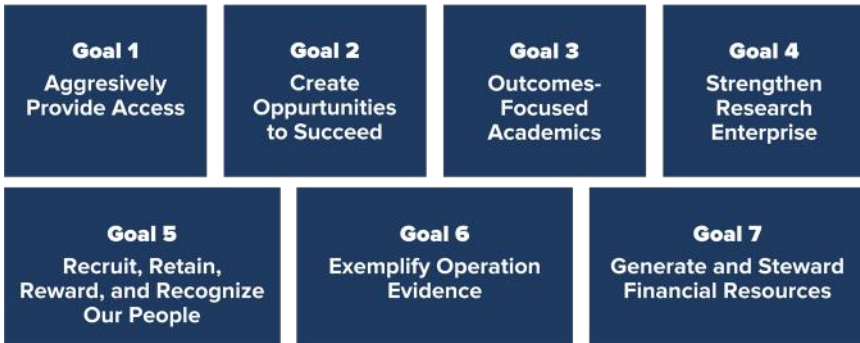 Goal 1
Aggresively
Provide Access
Goal 2
Create
Oppurtunities
to Succeed
Goal 3
Outcomes-
Focused
Academics
Goal 4
Strengthen
Research
Enterprise
Goal 5
Recruit, Retain,
Reward, and Recognize
Our People
Goal 6
Exemplify Operation
Evidence
Goal 7
Generate and Steward
Financial Resources